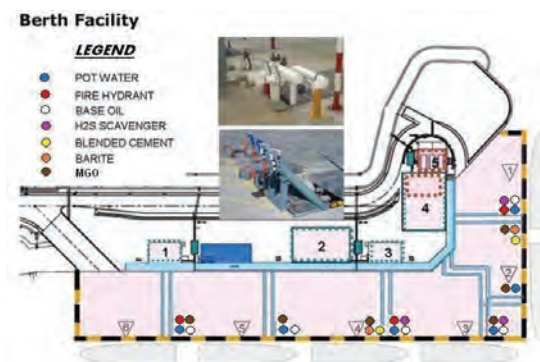 Berth Facility
LEGEND
POT WATER
FIRE HYDRANT
BASE OIL
H2S SCAVENGER
BLENDED CEMENT
BARITE
MGO
5
4
1
2
3
1
2
6
5
4
3